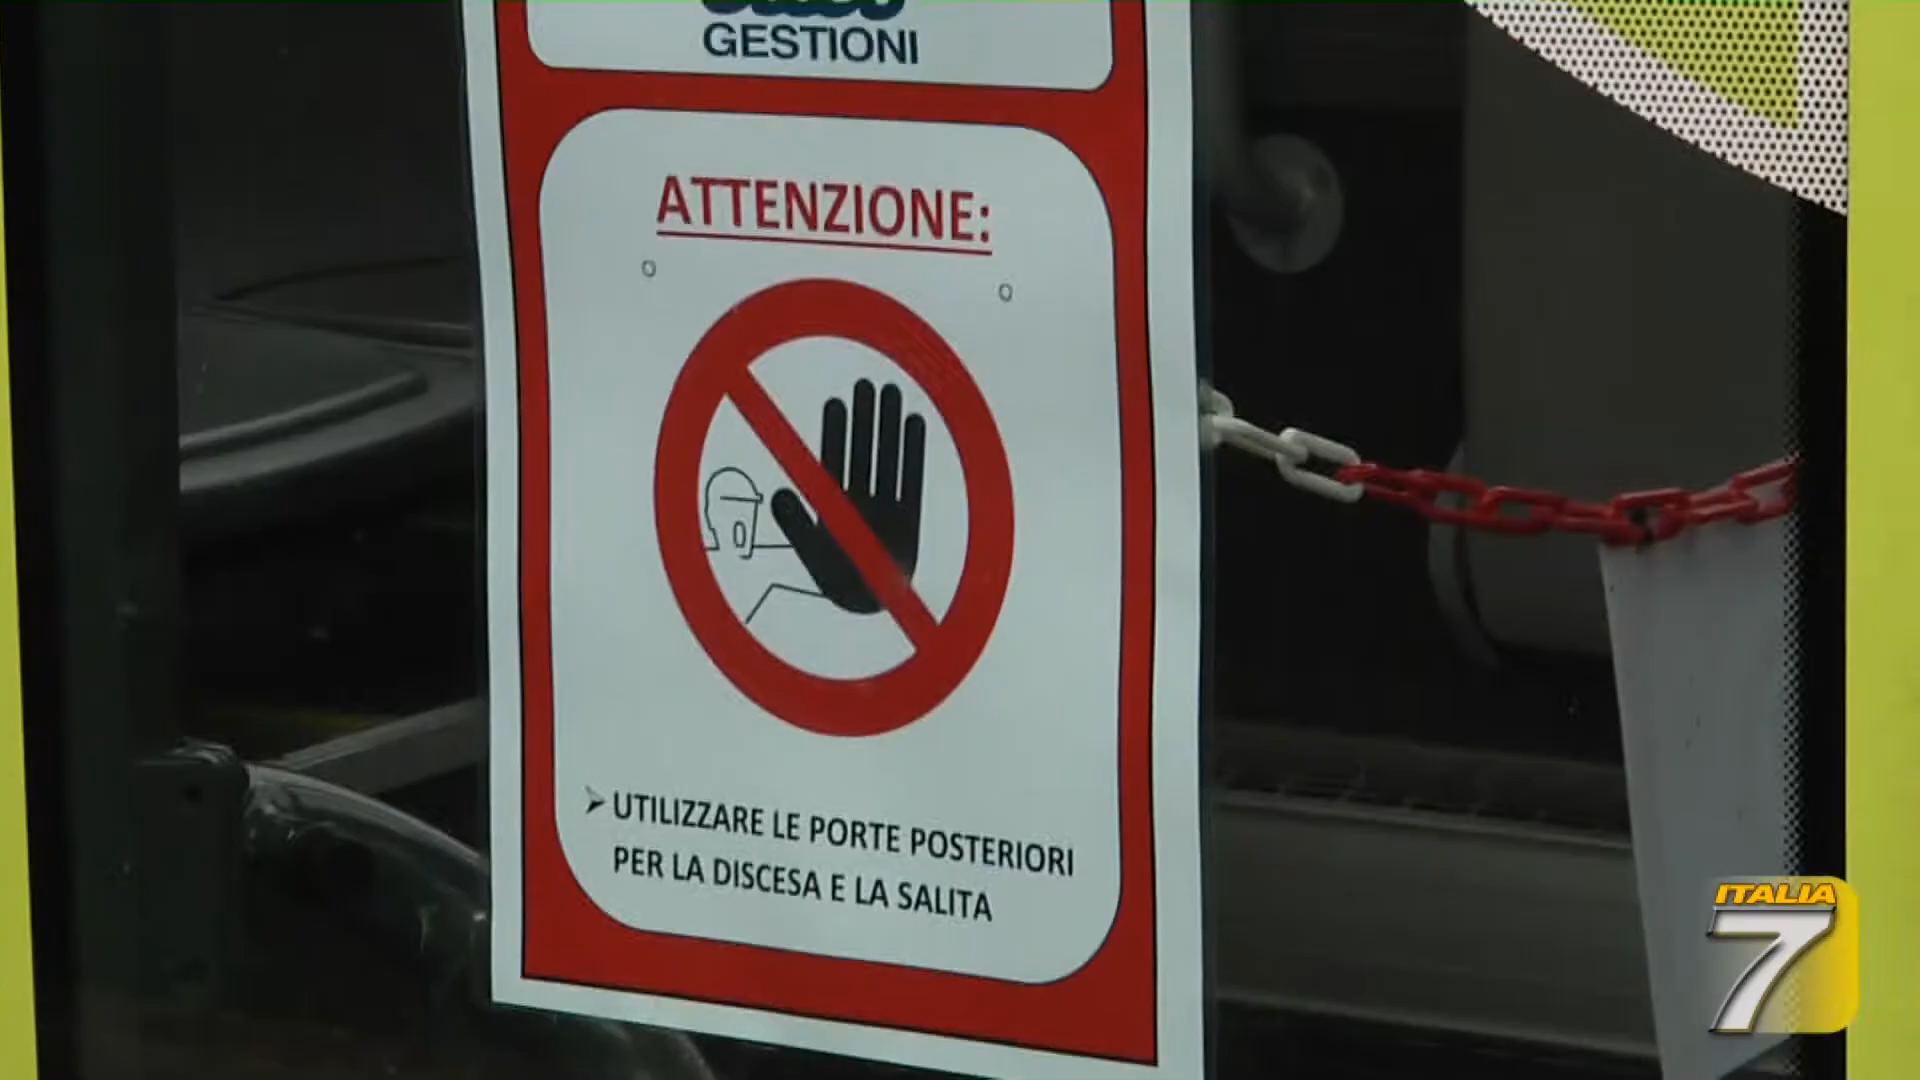 GESTIONI
ATTENZIONE:
➢ UTILIZZARE LE PORTE POSTERIORI
PER LA DISCESA E LA SALITA
ITALIA
7